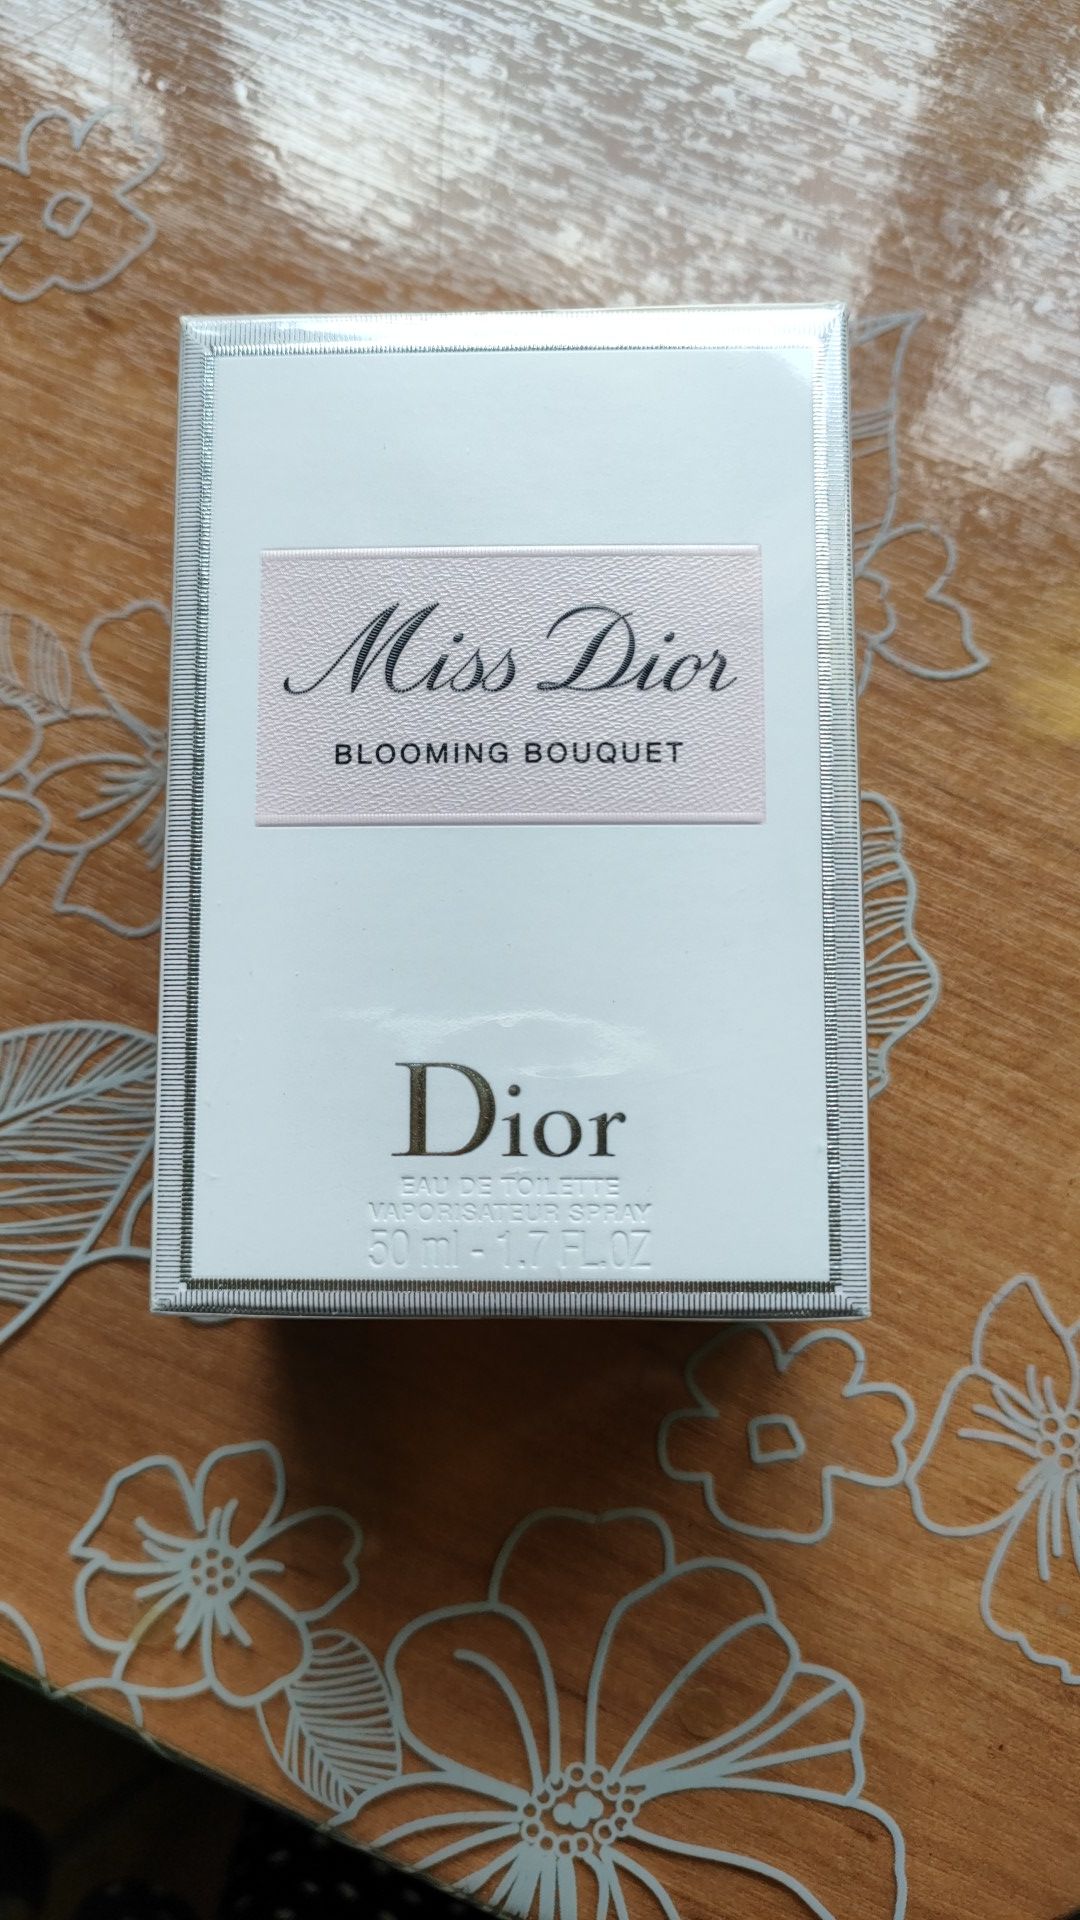 Miss Dior
BLOOMING BOUQUET
Dior
EAU DE TOILETTE
VAPORISATEUR SPRAY
50 ml - 1.7 FL.OZ